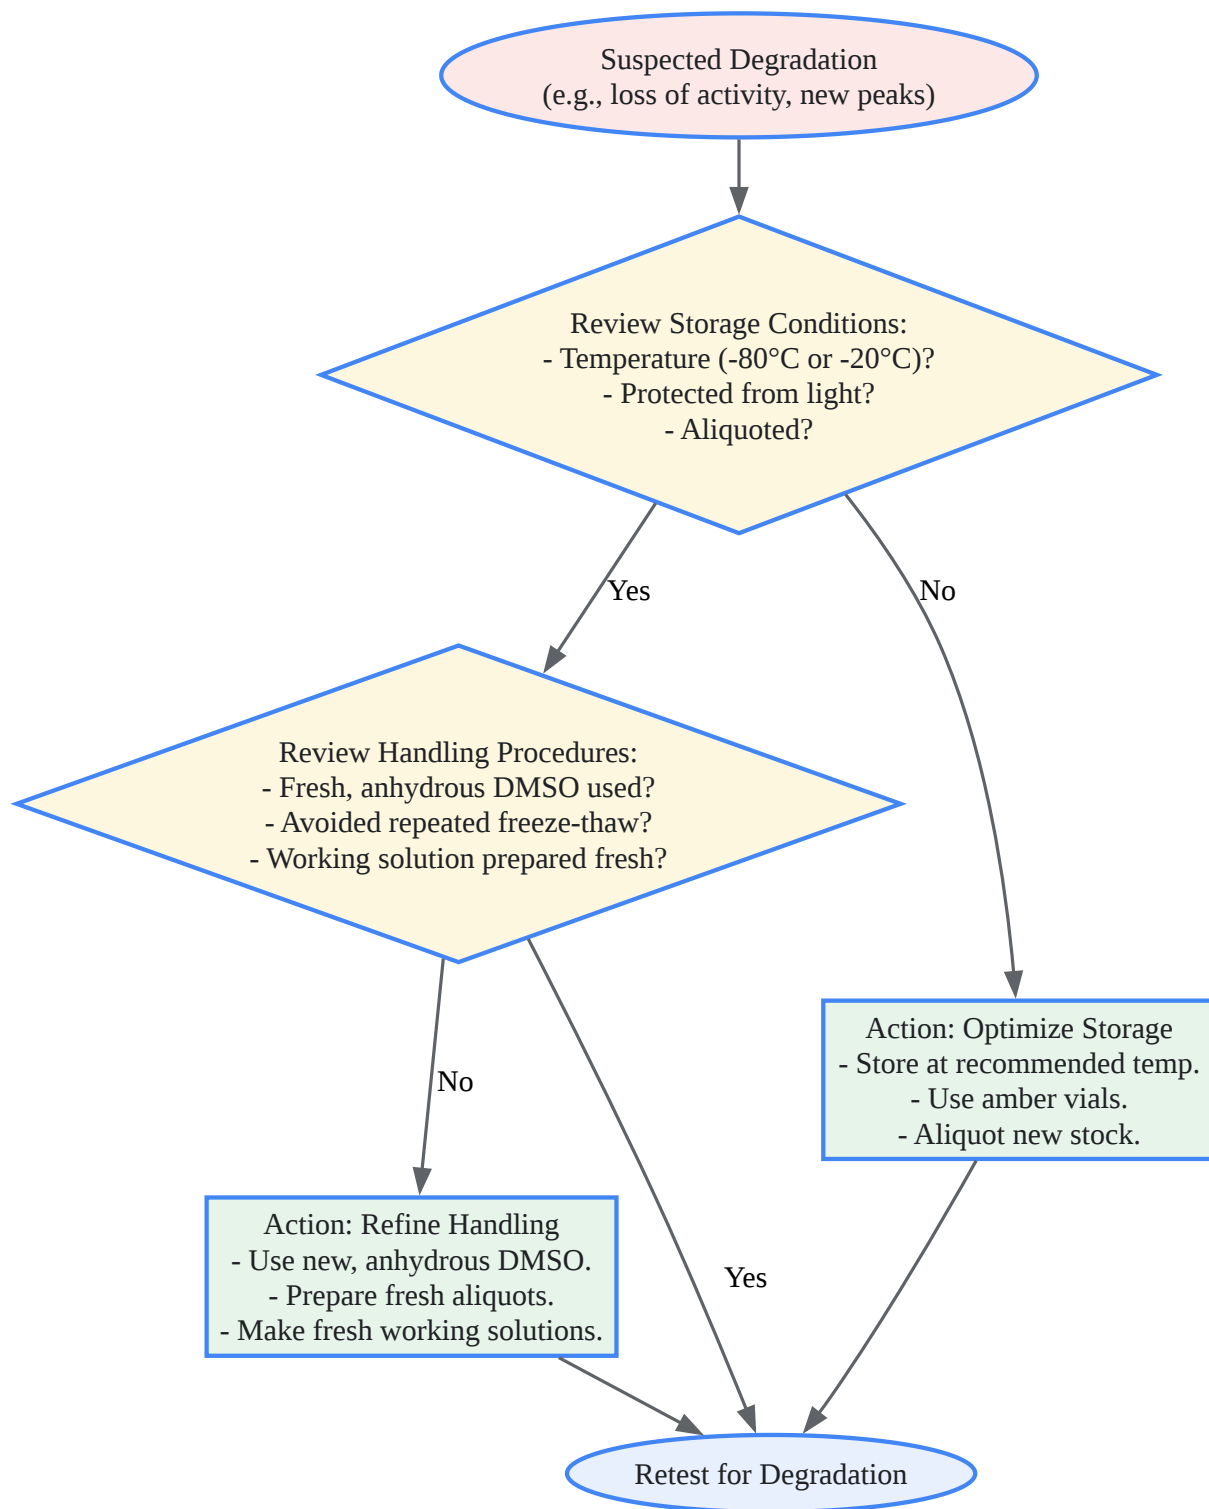 Suspected Degradation
(e.g., loss of activity, new peaks)
Review Storage Conditions:
- Temperature (-80°C or -20°C)?
- Protected from light?
- Aliquoted?
Yes
No
Review Handling Procedures:
- Fresh, anhydrous DMSO used?
- Avoided repeated freeze-thaw?
- Working solution prepared fresh?
Action: Optimize Storage
- Store at recommended temp.
- Use amber vials.
- Aliquot new stock.
No
Action: Refine Handling
- Use new, anhydrous DMSO.
- Prepare fresh aliquots.
- Make fresh working solutions.
Yes
Retest for Degradation